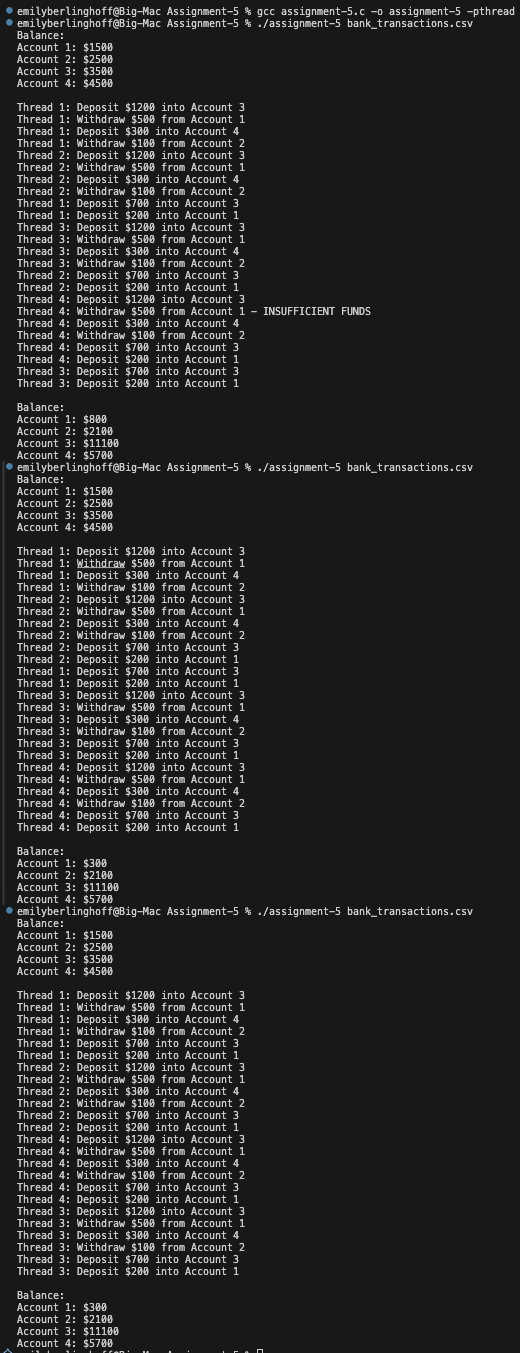 emilyberlinghoff@Big-Mac Assignment-5 % gcc assignment-5.c -o assignment-5 -pthread
emilyberlinghoff@Big-Mac Assignment-5 % ./assignment-5 bank_transactions.csv
Balance:
Account 1: $1500
Account 2: $2500
Account 3: $3500
Account 4: $4500
Thread 1: Deposit $1200 into Account 3
Thread 1: Withdraw $500 from Account 1
Thread 1: Deposit $300 into Account 4
Thread 1: Withdraw $100 from Account 2
Thread 2: Deposit $1200 into Account 3
Thread 2: Withdraw $500 from Account 1
Thread 2: Deposit $300 into Account 4
Thread 2: Withdraw $100 from Account 2
Thread 1: Deposit $700 into Account 3
Thread 1: Deposit $200 into Account 1
Thread 3: Deposit $1200 into Account 3
Thread 3: Withdraw $500 from Account 1
Thread 3: Deposit $300 into Account 4
Thread 3: Withdraw $100 from Account 2
Thread 2: Deposit $700 into Account 3
Thread 2: Deposit $200 into Account 1
Thread 4: Deposit $1200 into Account 3
Thread 4: Withdraw $500 from Account 1 - INSUFFICIENT FUNDS
Thread 4: Deposit $300 into Account 4
Thread 4: Withdraw $100 from Account 2
Thread 4: Deposit $700 into Account 3
Thread 4: Deposit $200 into Account 1
Thread 3: Deposit $700 into Account 3
Thread 3: Deposit $200 into Account 1
Balance:
Account 1: $800
Account 2: $2100
Account 3: $11100
Account 4: $5700
emilyberlinghoff@Big-Mac Assignment-5 % ./assignment-5 bank_transactions.csv
Balance:
Account 1: $1500
Account 2: $2500
Account 3: $3500
Account 4: $4500
Thread 1: Deposit $1200 into Account 3
Thread 1: Withdraw $500 from Account 1
Thread 1: Deposit $300 into Account 4
Thread 1: Withdraw $100 from Account 2
Thread 2: Deposit $1200 into Account 3
Thread 2: Withdraw $500 from Account 1
Thread 2: Deposit $300 into Account 4
Thread 2: Withdraw $100 from Account 2
Thread 2: Deposit $700 into Account 3
Thread 2: Deposit $200 into Account 1
Thread 1: Deposit $700 into Account 3
Thread 1: Deposit $200 into Account 1
Thread 3: Deposit $1200 into Account 3
Thread 3: Withdraw $500 from Account 1
Thread 3: Deposit $300 into Account 4
Thread 3: Withdraw $100 from Account 2
Thread 3: Deposit $700 into Account 3
Thread 3: Deposit $200 into Account 1
Thread 4: Deposit $1200 into Account 3
Thread 4: Withdraw $500 from Account 1
Thread 4: Deposit $300 into Account 4
Thread 4: Withdraw $100 from Account 2
Thread 4: Deposit $700 into Account 3
Thread 4: Deposit $200 into Account 1
Balance:
Account 1: $300
Account 2: $2100
Account 3: $11100
Account 4: $5700
emilyberlinghoff@Big-Mac Assignment-5 % ./assignment-5 bank_transactions.csv
Balance:
Account 1: $1500
Account 2: $2500
Account 3: $3500
Account 4: $4500
Thread 1: Deposit $1200 into Account 3
Thread 1: Withdraw $500 from Account 1
Thread 1: Deposit $300 into Account 4
Thread 1: Withdraw $100 from Account 2
Thread 1: Deposit $700 into Account 3
Thread 1: Deposit $200 into Account 1
Thread 2: Deposit $1200 into Account 3
Thread 2: Withdraw $500 from Account 1
Thread 2: Deposit $300 into Account 4
Thread 2: Withdraw $100 from Account 2
Thread 2: Deposit $700 into Account 3
Thread 2: Deposit $200 into Account 1
Thread 4: Deposit $1200 into Account 3
Thread 4: Withdraw $500 from Account 1
Thread 4: Deposit $300 into Account 4
Thread 4: Withdraw $100 from Account 2
Thread 4: Deposit $700 into Account 3
Thread 4: Deposit $200 into Account 1
Thread 3: Deposit $1200 into Account 3
Thread 3: Withdraw $500 from Account 1
Thread 3: Deposit $300 into Account 4
Thread 3: Withdraw $100 from Account 2
Thread 3: Deposit $700 into Account 3
Thread 3: Deposit $200 into Account 1
Balance:
Account 1: $300
Account 2: $2100
Account 3: $11100
Account 4: $5700